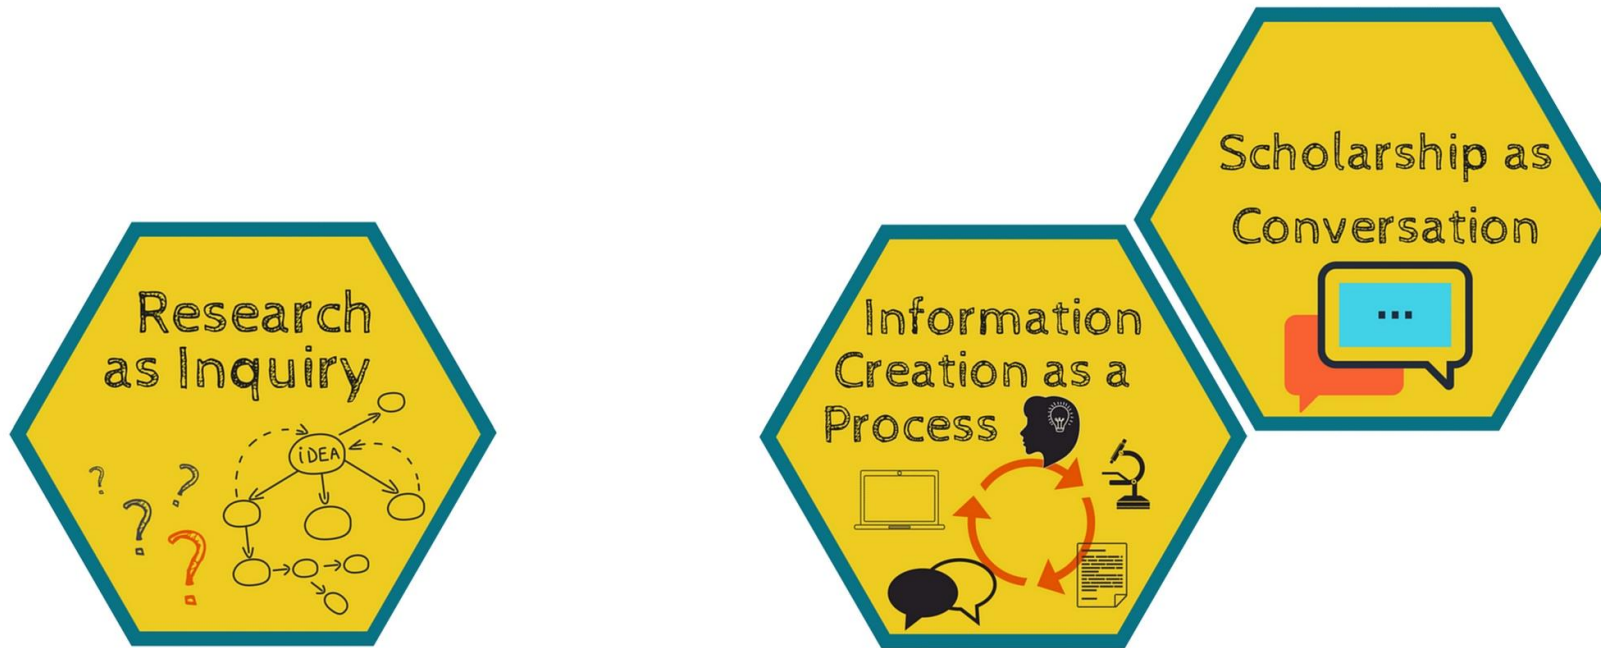 Research
as Inquiry
iDEA
?
?
?
?
Information
Creation as a
Process
Scholarship as
Conversation
...